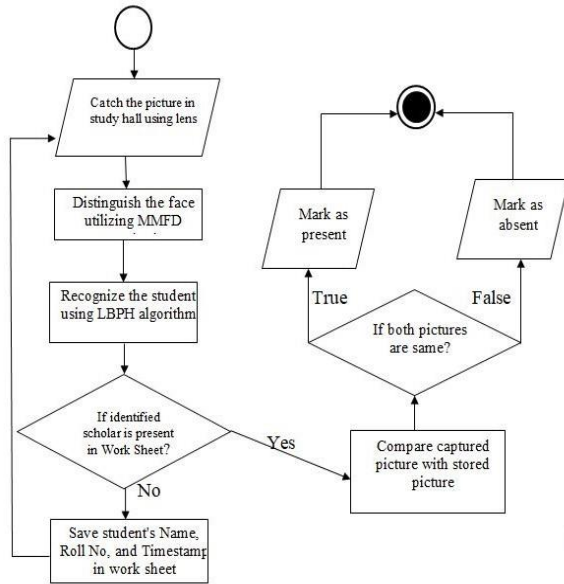 Catch the picture in
study hall using lens
Distinguish the face
utilizing MMFD
Recognize the student
using LBPH algorithm
If identified
scholar is present
in Work Sheet?
Yes
No
Save student's Name,
Roll No, and Timestamp
in work sheet
Compare captured
picture with stored
picture
If both pictures
are same?
True
False
Mark as
present
Mark as
absent